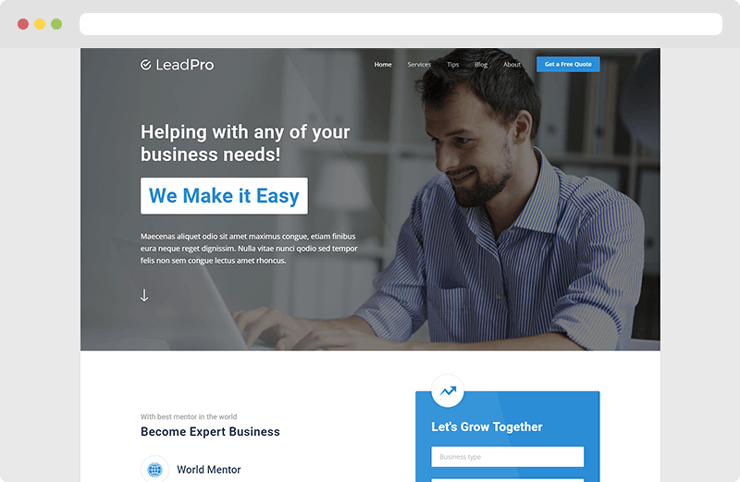 LeadPro
Home Services Tips Blog About Get a Free Quote
Helping with any of your
business needs!
We Make it Easy
Maecenas aliquet odio sit amet maximus congue, etiam finibus
eura neque reget dignissim. Nulla vitae nunci qodio sed tempor
felis non sem congue lectus amet rhoncus.
With best mentor in the world
Become Expert Business
World Mentor
Let's Grow Together
Business type